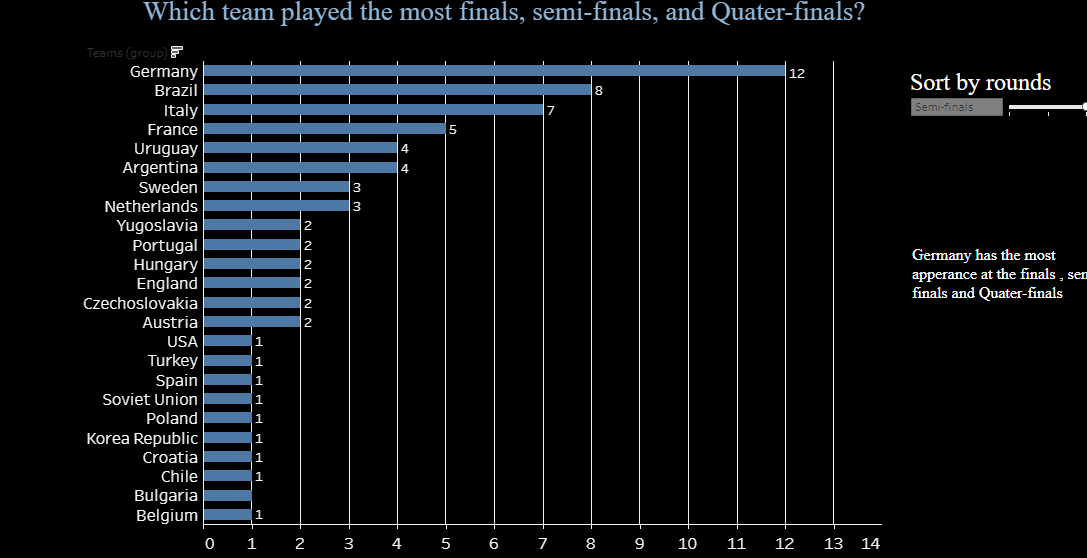 Which team played the most finals, semi-finals, and Quater-finals?
Teams (group)
Germany 12
Brazil 8
Italy 7
France 5
Uruguay 4
Argentina 4
Sweden 3
Netherlands 3
Yugoslavia 2
Portugal 2
Hungary 2
England 2
Czechoslovakia 2
Austria 2
USA 1
Turkey 1
Spain 1
Soviet Union 1
Poland 1
Korea Republic 1
Croatia 1
Chile 1
Bulgaria
Belgium 1
0 1 2 3 4 5 6 7 8 9 10 11 12 13 14
Sort by rounds
Semi-finals
Germany has the most
apperance at the finals , sem
finals and Quater-finals